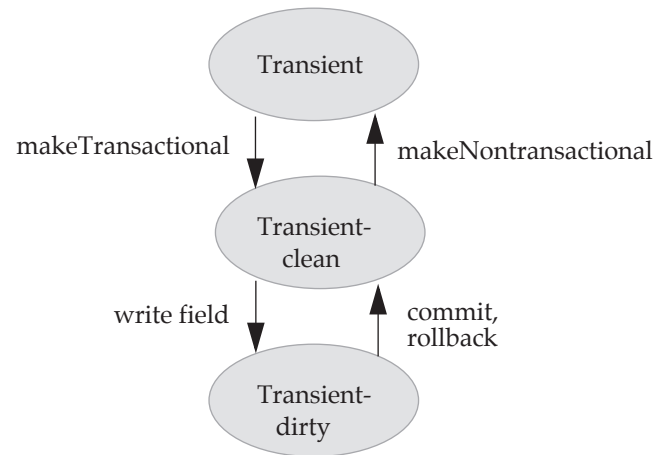 Transient
makeTransactional
makeNontransactional
Transient-
clean
write field
commit,
rollback
Transient-
dirty